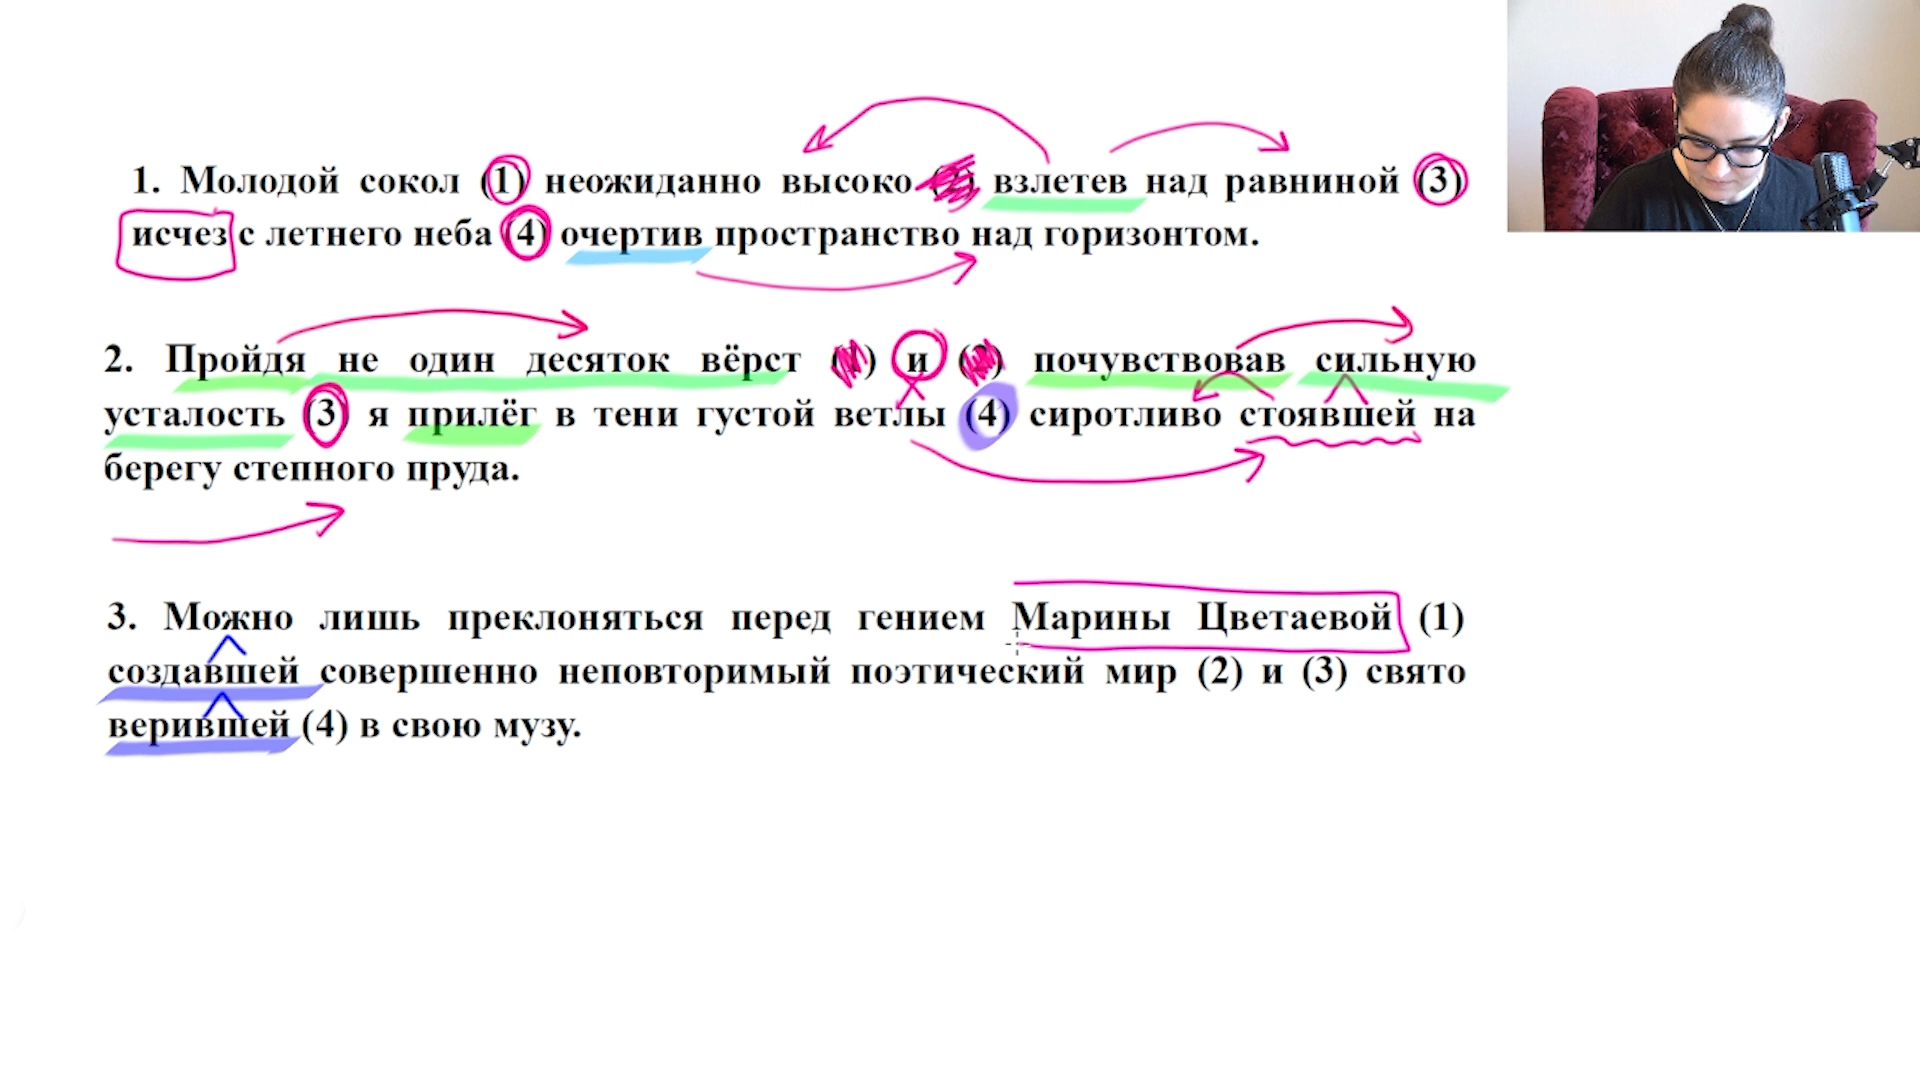 1. Молодой сокол (1) неожиданно высоко взлетев над равниной (3)
исчез с летнего неба (4) очертив пространство над горизонтом.
2. Пройдя не один десяток вёрст (1) и (2) почувствовав сильную
усталость (3) я прилёг в тени густой ветлы (4) сиротливо стоявшей на
берегу степного пруда.
3. Можно лишь преклоняться перед гением Марины Цветаевой (1)
создавшей совершенно неповторимый поэтический мир (2) и (3) свято
верившей (4) в свою музу.